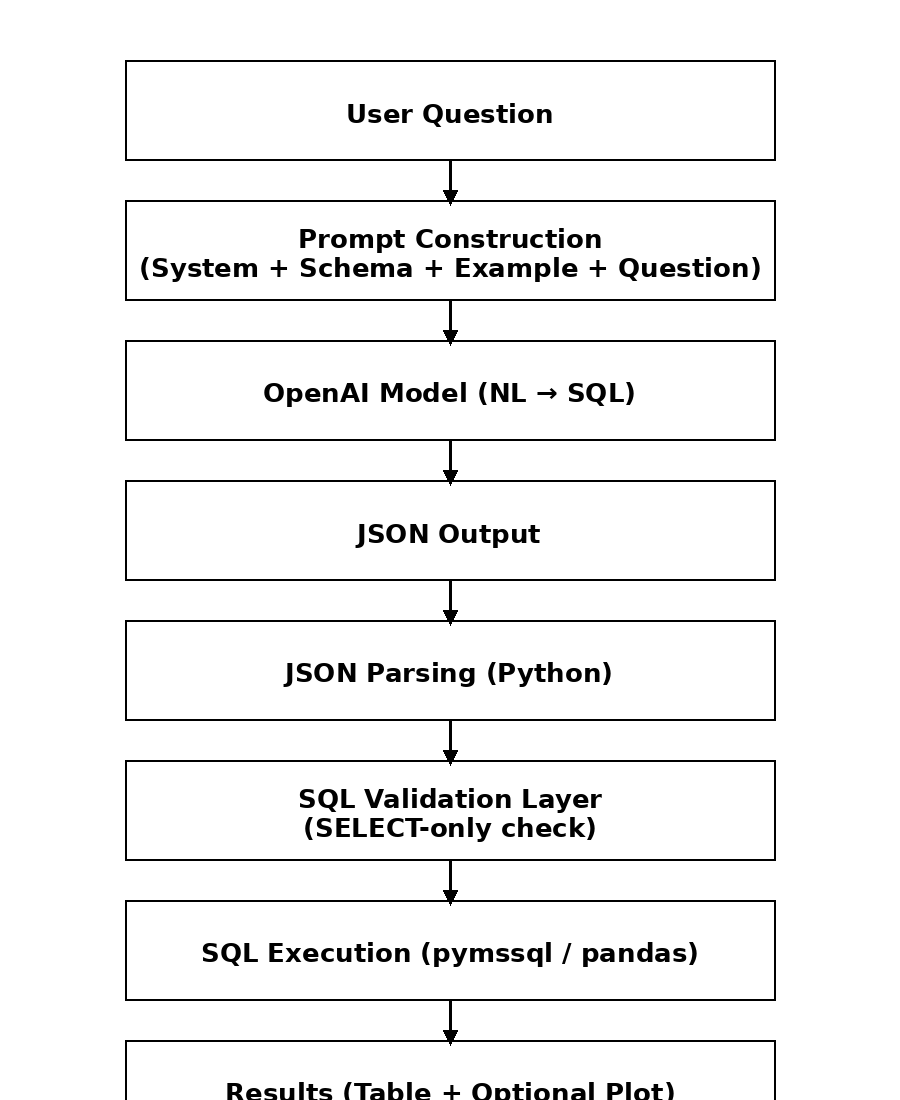 User Question
Prompt Construction
(System + Schema + Example + Question)
OpenAI Model (NL → SQL)
JSON Output
JSON Parsing (Python)
SQL Validation Layer
(SELECT-only check)
SQL Execution (pymssql / pandas)
Results (Table + Optional Plot)